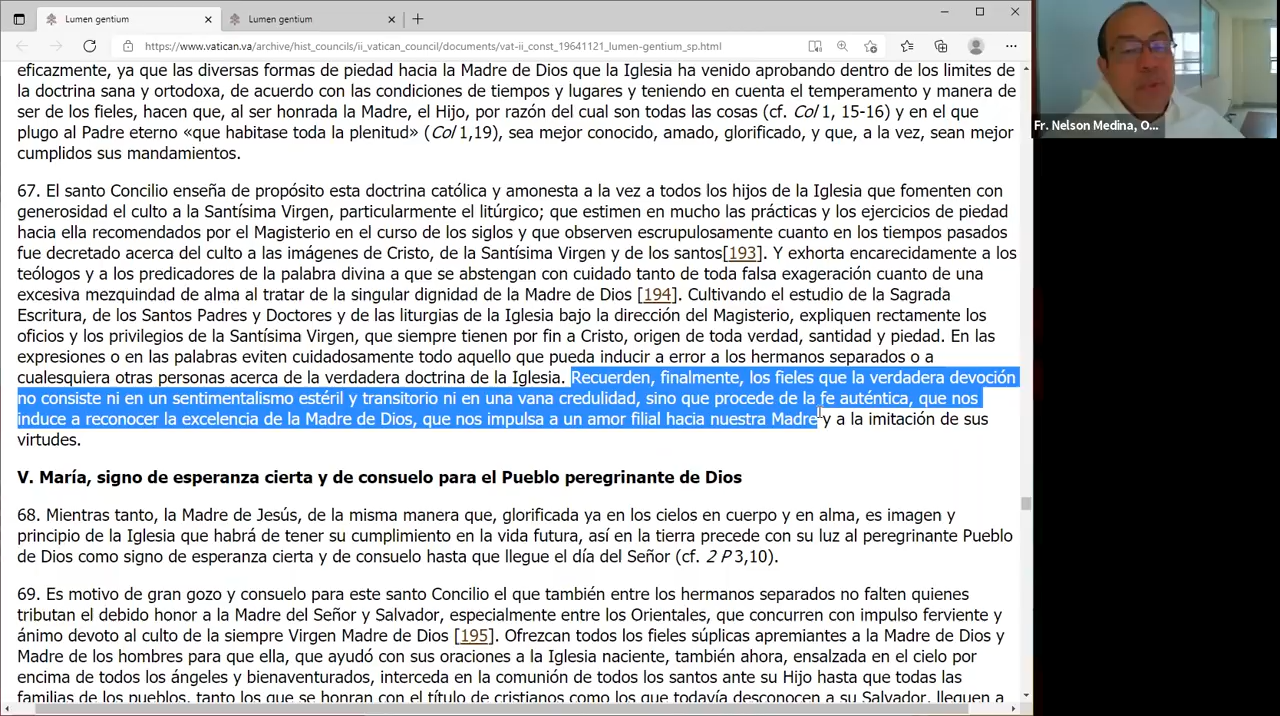 Lumen gentium
Lumen gentium
https://www.vatican.va/archive/hist_councils/ii_vatican_council/documents/vat-ii_const_19641121_lumen-gentium_sp.html
Fr. Nelson Medina, O...
eficazmente, ya que las diversas formas de piedad hacia la Madre de Dios que la Iglesia ha venido aprobando dentro de los limites de
la doctrina sana y ortodoxa, de acuerdo con las condiciones de tiempos y lugares y teniendo en cuenta el temperamento y manera de
ser de los fieles, hacen que, al ser honrada la Madre, el Hijo, por razón del cual son todas las cosas (cf. Col 1, 15-16) y en el que
plugo al Padre eterno «que habitase toda la plenitud» (Col 1,19), sea mejor conocido, amado, glorificado, y que, a la vez, sean mejor
cumplidos sus mandamientos.
67. El santo Concilio enseña de propósito esta doctrina católica y amonesta a la vez a todos los hijos de la Iglesia que fomenten con
generosidad el culto a la Santísima Virgen, particularmente el litúrgico; que estimen en mucho las prácticas y los ejercicios de piedad
hacia ella recomendados por el Magisterio en el curso de los siglos y que observen escrupulosamente cuanto en los tiempos pasados
fue decretado acerca del culto a las imágenes de Cristo, de la Santísima Virgen y de los santos[193]. Y exhorta encarecidamente a los
teólogos y a los predicadores de la palabra divina a que se abstengan con cuidado tanto de toda falsa exageración cuanto de una
excesiva mezquindad de alma al tratar de la singular dignidad de la Madre de Dios [194]. Cultivando el estudio de la Sagrada
Escritura, de los Santos Padres y Doctores y de las liturgias de la Iglesia bajo la dirección del Magisterio, expliquen rectamente los
oficios y los privilegios de la Santísima Virgen, que siempre tienen por fin a Cristo, origen de toda verdad, santidad y piedad. En las
expresiones o en las palabras eviten cuidadosamente todo aquello que pueda inducir a error a los hermanos separados o a
cualesquiera otras personas acerca de la verdadera doctrina de la Iglesia. Recuerden, finalmente, los fieles que la verdadera devoción
no consiste ni en un sentimentalismo estéril y transitorio ni en una vana credulidad, sino que procede de la fe auténtica, que nos
induce a reconocer la excelencia de la Madre de Dios, que nos impulsa a un amor filial hacia nuestra Madre y a la imitación de sus
virtudes.
V. María, signo de esperanza cierta y de consuelo para el Pueblo peregrinante de Dios
68. Mientras tanto, la Madre de Jesús, de la misma manera que, glorificada ya en los cielos en cuerpo y en alma, es imagen y
principio de la Iglesia que habrá de tener su cumplimiento en la vida futura, así en la tierra precede con su luz al peregrinante Pueblo
de Dios como signo de esperanza cierta y de consuelo hasta que llegue el día del Señor (cf. 2 P 3,10).
69. Es motivo de gran gozo y consuelo para este santo Concilio el que también entre los hermanos separados no falten quienes
tributan el debido honor a la Madre del Señor y Salvador, especialmente entre los Orientales, que concurren con impulso ferviente y
ánimo devoto al culto de la siempre Virgen Madre de Dios [195]. Ofrezcan todos los fieles súplicas apremiantes a la Madre de Dios y
Madre de los hombres para que ella, que ayudó con sus oraciones a la Iglesia naciente, también ahora, ensalzada en el cielo por
encima de todos los ángeles y bienaventurados, interceda en la comunión de todos los santos ante su Hijo hasta que todas las
familias de los pueblos, tanto los que se honran con el título de cristianos como los que todavía desconocen a su Salvador, lleguen a